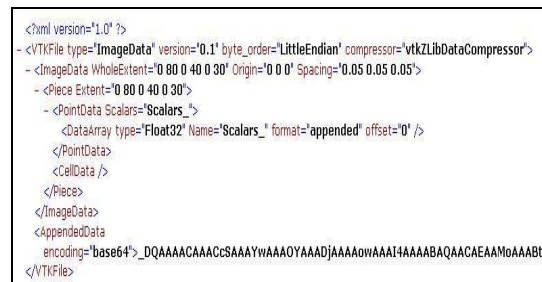 <?xml version="1.0" ?>
- <VTKFile type="ImageData" version="0.1" byte_order="LittleEndian" compressor="vtkZLibDataCompressor">
- <ImageData WholeExtent="0 80 0 40 0 30" Origin="0 0 0" Spacing="0.05 0.05 0.05">
- <Piece Extent="0 80 0 40 0 30">
- <PointData Scalars="Scalars_">
<DataArray type="Float32" Name="Scalars_" format="appended" offset="0" />
</PointData>
<CellData />
</Piece>
</ImageData>
<AppendedData
encoding="base64">_DQAAAACAAACcSAAAYwAAAOYAAADjAAAAowAAAI4AAAABAQAACAEAAMoAAABt
</VTKFile>